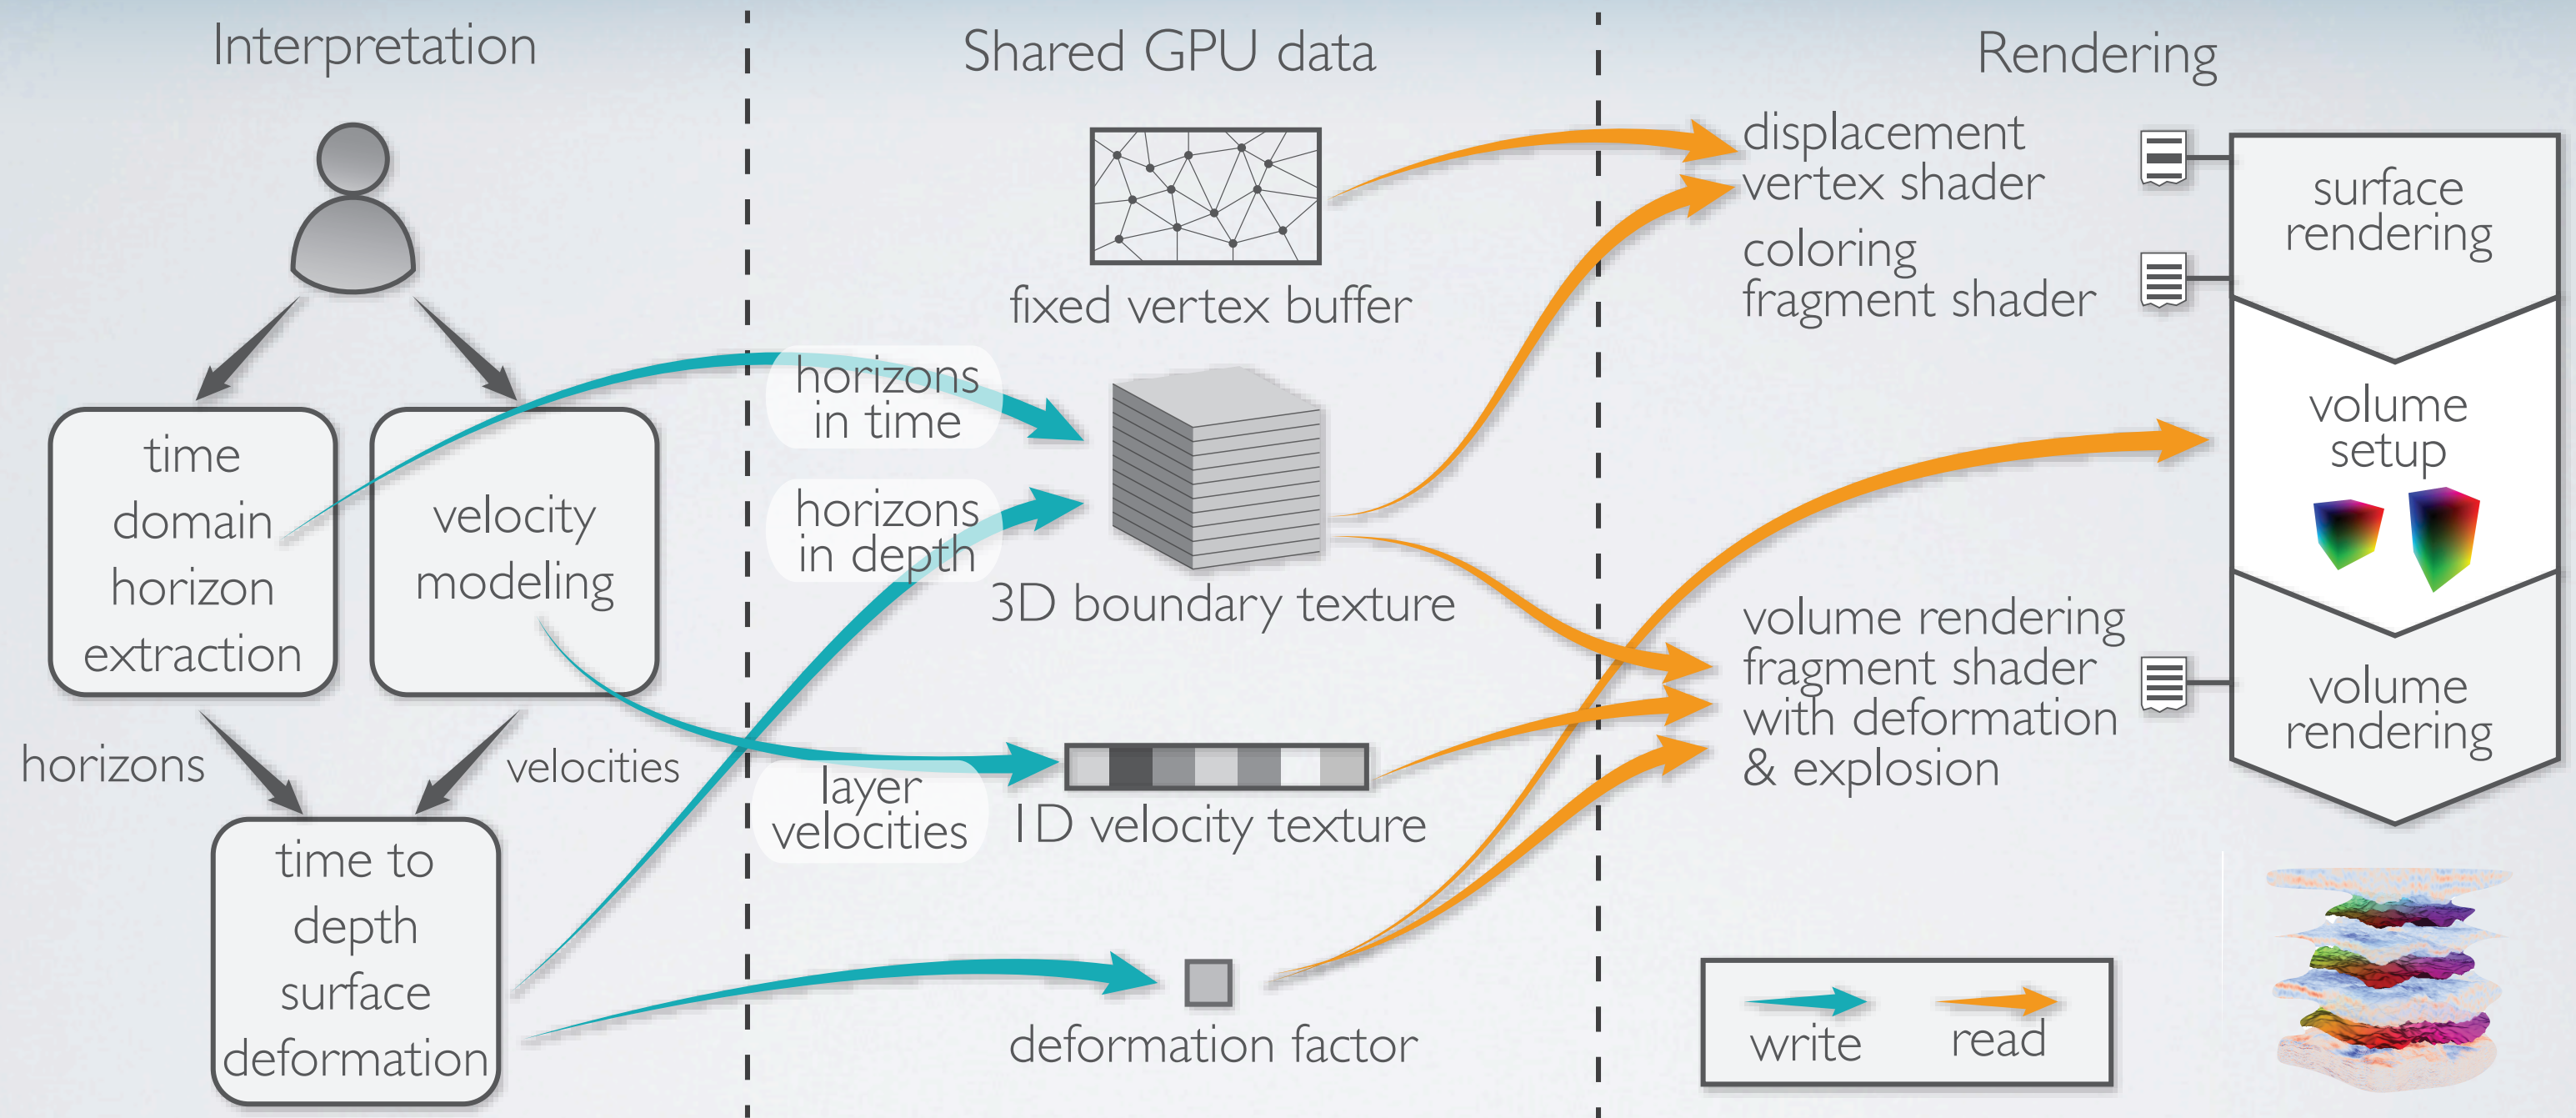 Interpretation
Shared GPU data
Rendering
time
domain
horizon
extraction
velocity
modeling
horizons
velocities
time to
depth
surface
deformation
horizons
in time
horizons
in depth
layer
velocities
fixed vertex buffer
3D boundary texture
1D velocity texture
deformation factor
displacement
vertex shader
coloring
fragment shader
volume rendering
fragment shader
with deformation
& explosion
surface
rendering
volume
setup
volume
rendering
write
read